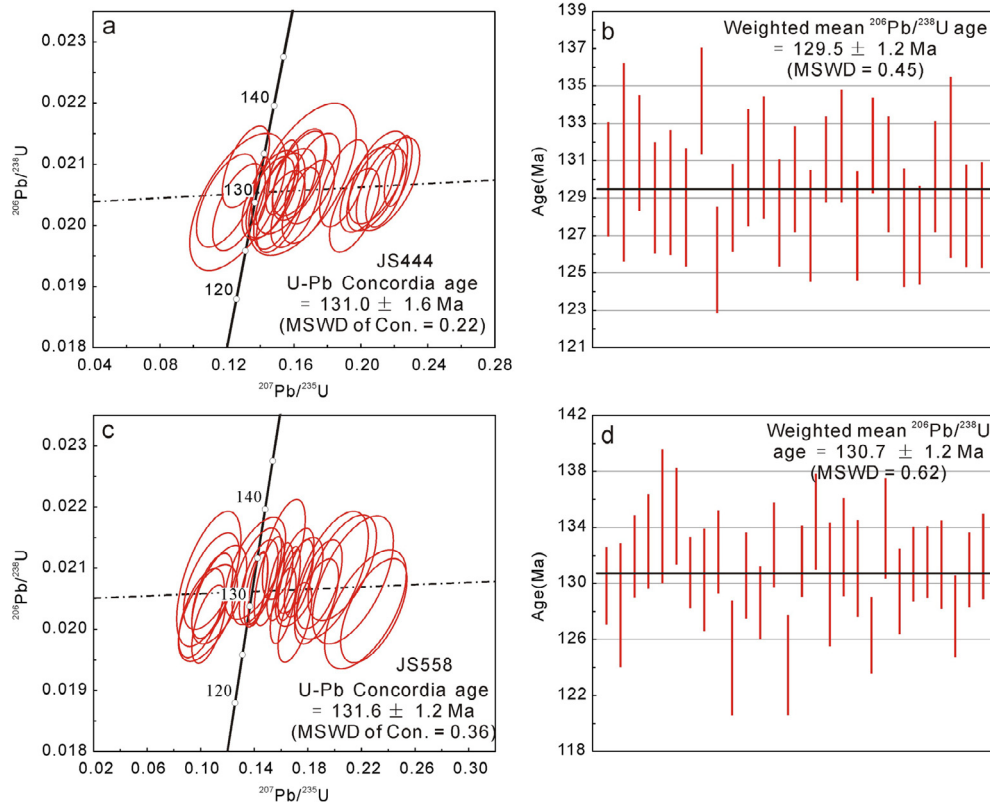 a
0.023
0.022
0.021
0.020
0.019
0.018
²⁰⁶Pb/²³⁸U
140
130
120
JS444
U-Pb Concordia age
= 131.0 ± 1.6 Ma
(MSWD of Con. = 0.22)
0.04 0.08 0.12 0.16 0.20 0.24 0.28
²⁰⁷Pb/²³⁵U
b
Weighted mean ²⁰⁶Pb/²³⁸U age
= 129.5 ± 1.2 Ma
(MSWD = 0.45)
139
137
135
133
131
129
127
125
123
121
Age(Ma)
c
0.023
0.022
0.021
0.020
0.019
0.018
²⁰⁶Pb/²³⁸U
140
130
120
JS558
U-Pb Concordia age
= 131.6 ± 1.2 Ma
(MSWD of Con. = 0.36)
0.02 0.06 0.10 0.14 0.18 0.22 0.26 0.30
²⁰⁷Pb/²³⁵U
d
Weighted mean ²⁰⁶Pb/²³⁸U
age = 130.7 ± 1.2 Ma
(MSWD = 0.62)
142
138
134
130
126
122
118
Age(Ma)